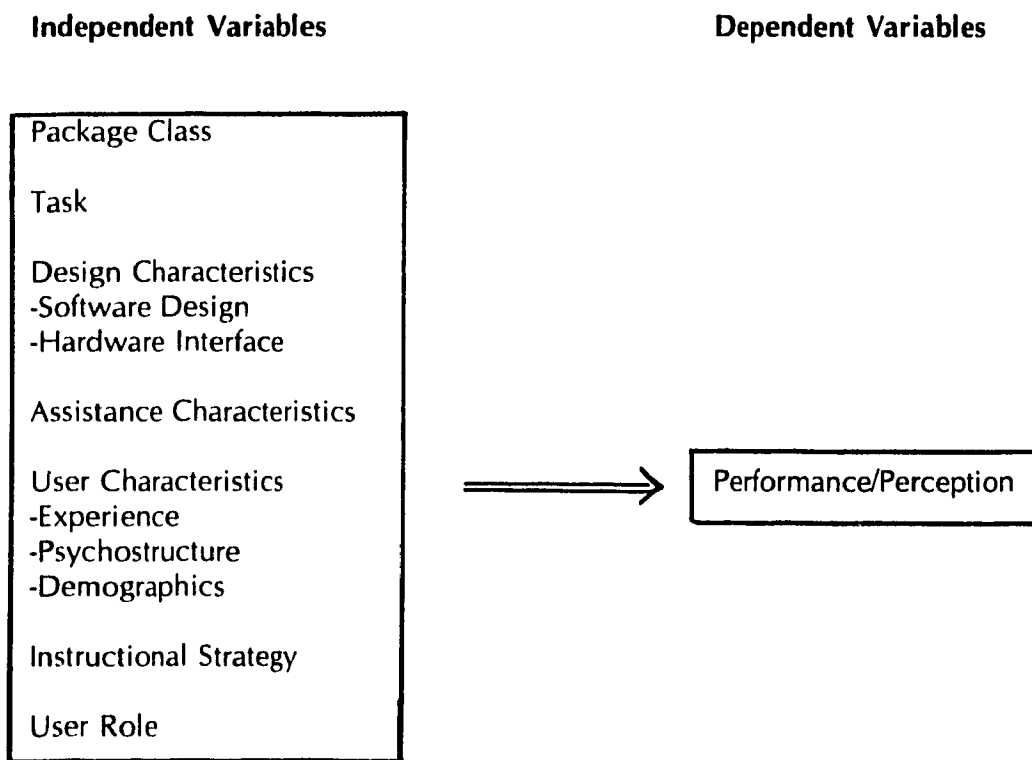 Independent Variables
Dependent Variables
Package Class
Task
Design Characteristics
-Software Design
-Hardware Interface
Assistance Characteristics
User Characteristics
-Experience
-Psychostructure
-Demographics
Instructional Strategy
User Role
Performance/Perception